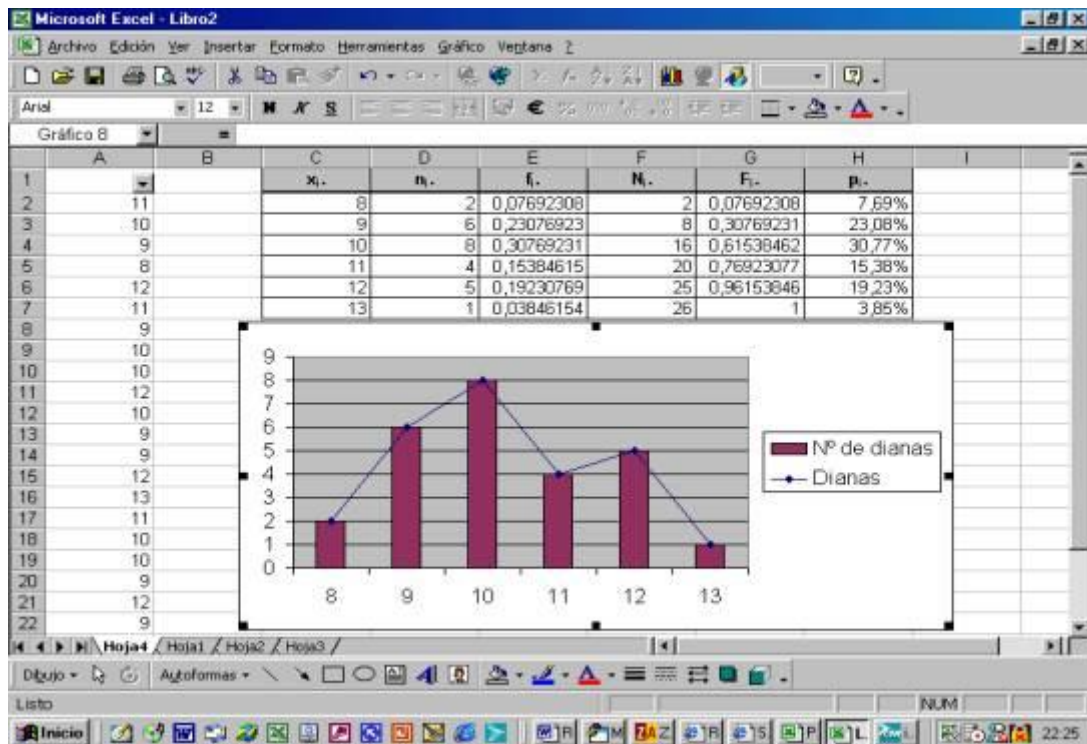 Microsoft Excel - Libro2
Archivo Edición Ver Insertar Formato Herramientas Gráfico Ventana ?
Arial 12 N K S €
Gráfico 8 =
A B C D E F G H I
1 xi. ni. fi. Ni. Fi. pi.
2 11 8 2 0,07692308 2 0,07692308 7,69%
3 10 9 6 0,23076923 8 0,30769231 23,08%
4 9 10 8 0,30769231 16 0,61538462 30,77%
5 8 11 4 0,15384615 20 0,76923077 15,38%
6 12 12 5 0,19230769 25 0,96153846 19,23%
7 11 13 1 0,03846154 26 1 3,85%
8 9
9 10
10 10
11 12
12 10
13 9
14 9
15 12
16 13
17 11
18 10
19 10
20 9
21 12
22 9
9
8
7
6
5
4
3
2
1
0
8 9 10 11 12 13
Nº de dianas
Dianas
Hoja4 Hoja1 Hoja2 Hoja3
Dibujo Autoformas
Listo NUM
Inicio 22:25